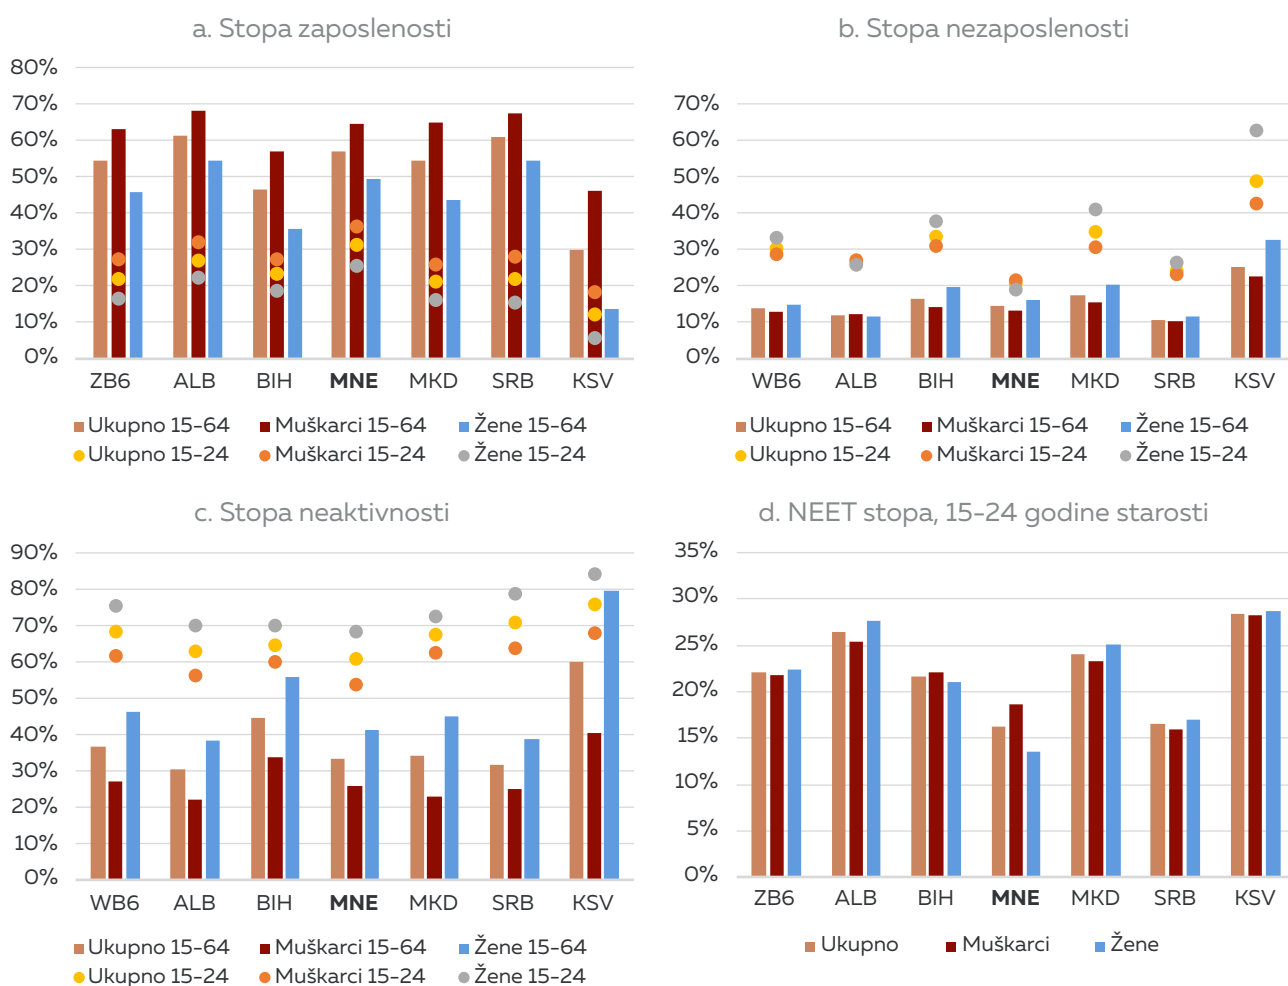 a. Stopa zaposlenosti
80%
70%
60%
50%
40%
30%
20%
10%
0%
ZB6 ALB BIH MNE MKD SRB KSV
Ukupno 15-64 Muškarci 15-64 Žene 15-64
Ukupno 15-24 Muškarci 15-24 Žene 15-24
b. Stopa nezaposlenosti
70%
60%
50%
40%
30%
20%
10%
0%
WB6 ALB BIH MNE MKD SRB KSV
Ukupno 15-64 Muškarci 15-64 Žene 15-64
Ukupno 15-24 Muškarci 15-24 Žene 15-24
c. Stopa neaktivnosti
90%
80%
70%
60%
50%
40%
30%
20%
10%
0%
WB6 ALB BIH MNE MKD SRB KSV
Ukupno 15-64 Muškarci 15-64 Žene 15-64
Ukupno 15-24 Muškarci 15-24 Žene 15-24
d. NEET stopa, 15-24 godine starosti
35%
30%
25%
20%
15%
10%
5%
0%
ZB6 ALB BIH MNE MKD SRB KSV
Ukupno Muškarci Žene